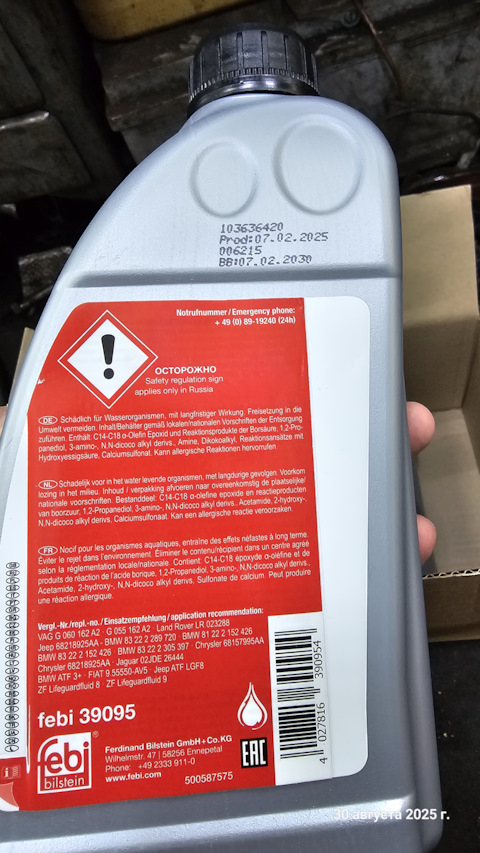 103636420
Prod:07.02.2025
006215
BB:07.02.2030
Notrufnummer / Emergency phone:
+ 49 (0) 89-19240 (24h)
ОСТОРОЖНО
Safety regulation sign
applies only in Russia
DE Schädlich für Wasserorganismen, mit langfristiger Wirkung. Freisetzung in die
Umwelt vermeiden. Inhalt/Behälter gemäß lokalen/nationalen Vorschriften der Entsorgung
zuführen. Enthält: C14-C18 α-Olefin Epoxid und Reaktionsprodukte der Borsäure, 1,2-Pro-
pandiol, 3-amino-, N,N-dicoco alkyl derivs., Amine, Dikokoalkyl, Reaktionsansätze mit
Hydroxyessigsäure, Calciumsulfonat. Kann allergische Reaktionen hervorrufen.
NL Schadelijk voor in het water levende organismen, met langdurige gevolgen. Voorkom
lozing in het milieu. Inhoud / verpakking afvoeren naar overeenkomstig de plaatselijke/
nationale voorschriften. Bestanddeel: C14-C18 α-olefine epoxide en reactieproducten
van boorzuur, 1,2-Propanediol, 3-amino-, N,N-dicoco alkyl derivs., Acetamide, 2-hydroxy-,
N,N-dicoco alkyl derivs., Calciumsulfonaat. Kan een allergische reactie veroorzaken.
FR Nocif pour les organismes aquatiques, entraîne des effets néfastes à long terme.
Éviter le rejet dans l'environnement. Éliminer le contenu/récipient dans un centre agréé
selon la réglementation locale/nationale. Contient: C14-C18 époxyde α-oléfine et de
produits de réaction de l'acide borique, 1,2-Propanediol, 3-amino-, N,N-dicoco alkyl derivs.,
Acetamide, 2-hydroxy-, N,N-dicoco alkyl derivs. Sulfonate de calcium. Peut produire
une réaction allergique.
Vergl.-Nr./repl.-no./ Einsatzempfehlung / application recommendation:
VAG G 060 162 A2 · G 055 162 A2 · Land Rover LR 023288
Jeep 68218925AA · BMW 83 22 2 289 720 · BMW 81 22 2 152 426
BMW 83 22 2 152 426 · BMW 83 22 2 305 397 · Chrysler 68157995AA
Chrysler 68218925AA · Jaguar 02JDE 26444
BMW ATF 3+ · FIAT 9.55550-AV5 · Jeep ATF LGF8
ZF Lifeguardfluid 8 · ZF Lifeguardfluid 9
febi 39095
febi
bilstein
Ferdinand Bilstein GmbH+Co.KG
Wilhelmstr. 47 | 58256 Ennepetal
Phone: +49 2333 911-0
www.febi.com
500587575
EAC
4 027816 390954
30 августа 2025 г.